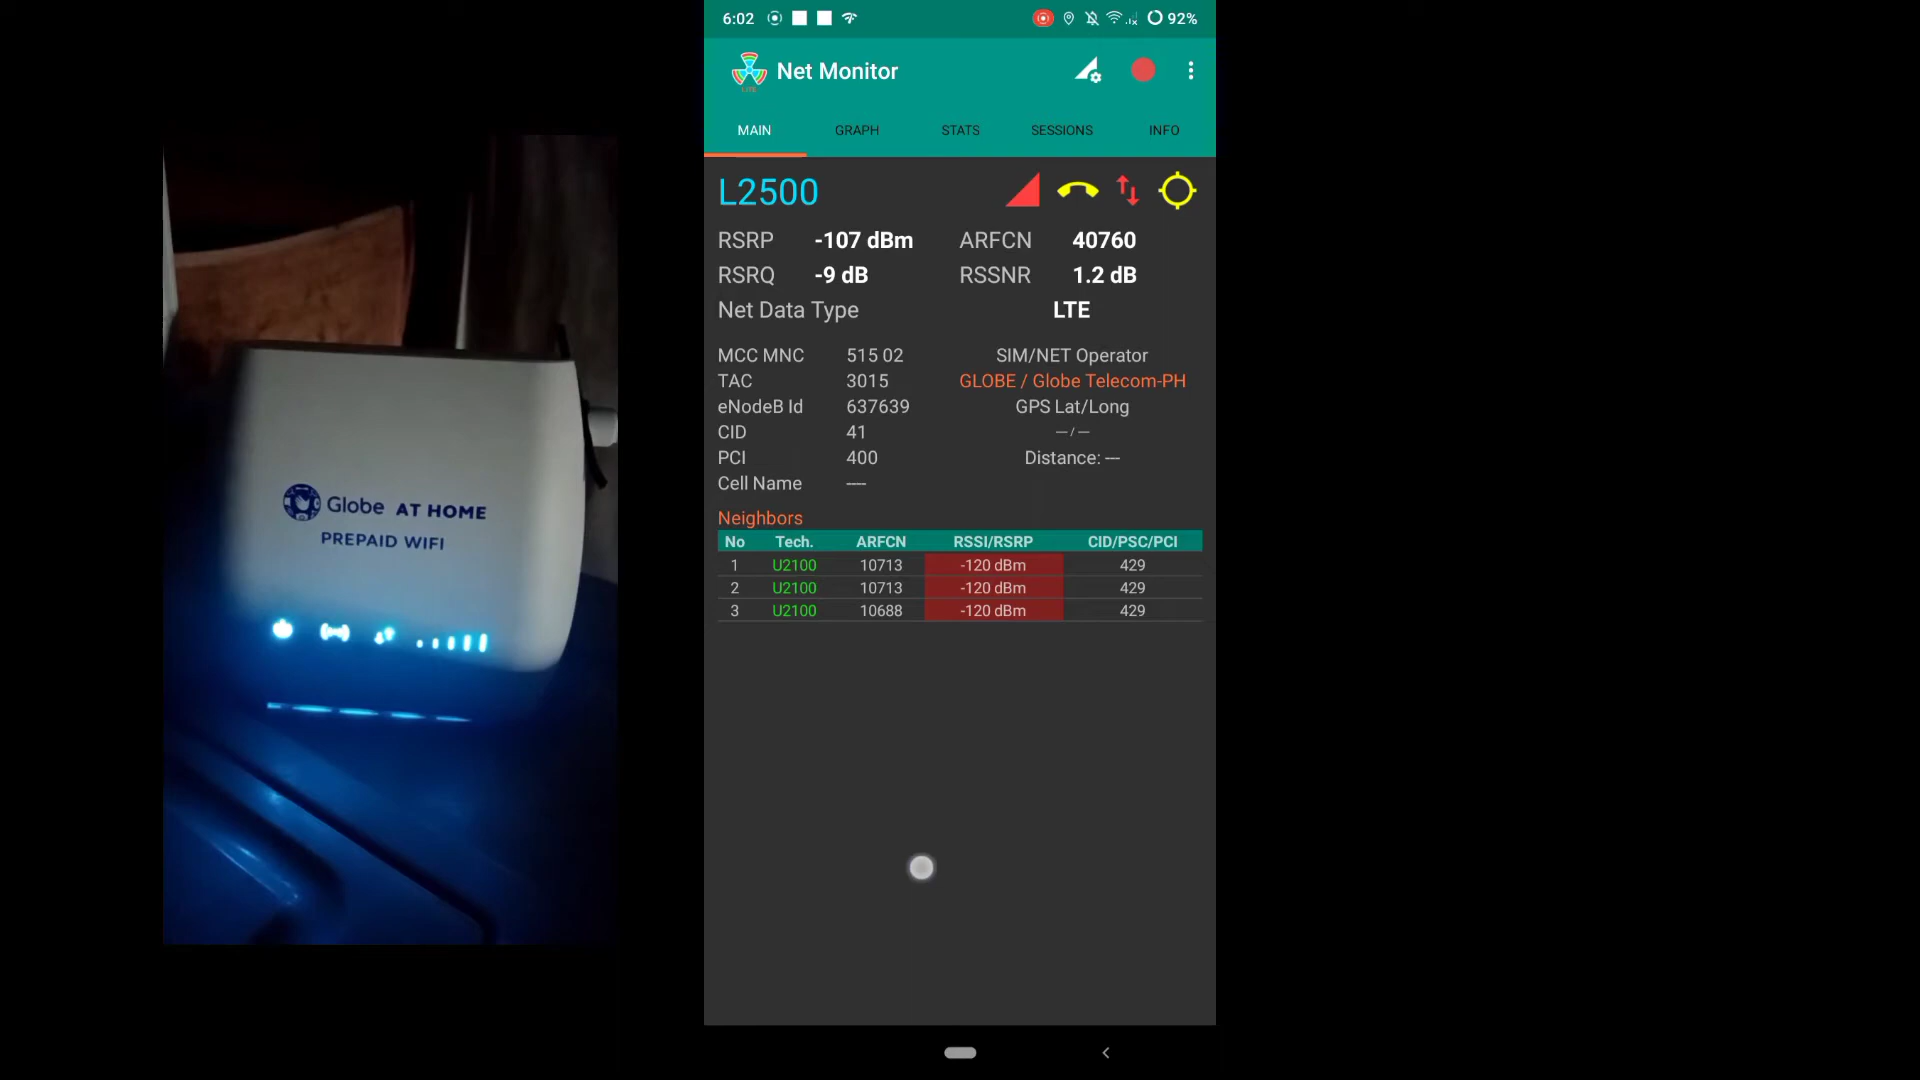 Globe AT HOME
PREPAID WIFI
6:02 92%
LITE
Net Monitor
MAIN GRAPH STATS SESSIONS INFO
L2500
RSRP -107 dBm ARFCN 40760
RSRQ -9 dB RSSNR 1.2 dB
Net Data Type LTE
MCC MNC 515 02 SIM/NET Operator
TAC 3015 GLOBE / Globe Telecom-PH
eNodeB Id 637639 GPS Lat/Long
CID 41 --- / ---
PCI 400 Distance: ---
Cell Name ----
Neighbors
No Tech. ARFCN RSSI/RSRP CID/PSC/PCI
1 U2100 10713 -120 dBm 429
2 U2100 10713 -120 dBm 429
3 U2100 10688 -120 dBm 429